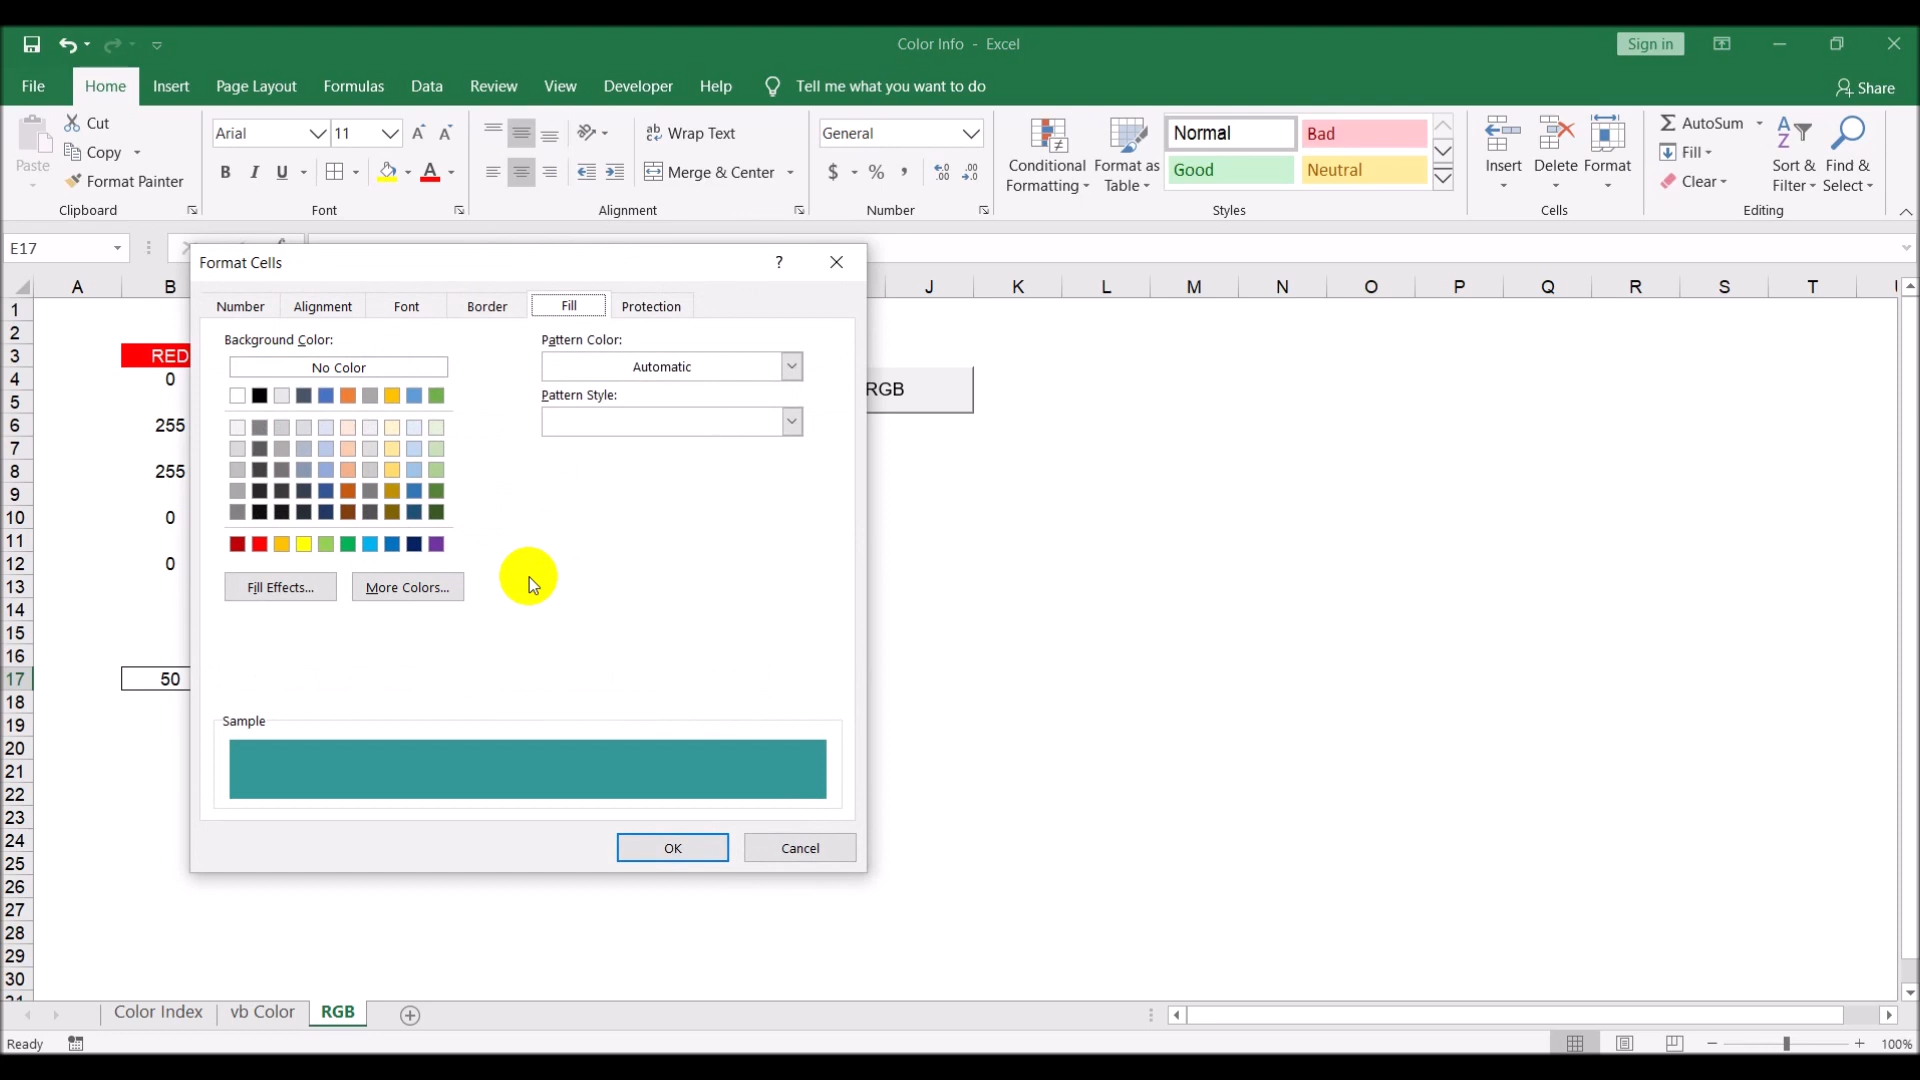 Color Info - Excel
Sign in
File Home Insert Page Layout Formulas Data Review View Developer Help Tell me what you want to do
Share
Paste
Cut
Copy
Format Painter
Clipboard
Arial 11
B I U
Font
Wrap Text
Merge & Center
Alignment
General
$ % ,
Number
Conditional Formatting
Format as Table
Normal Bad
Good Neutral
Styles
Insert Delete Format
Cells
AutoSum
Fill
Clear
Sort & Filter
Find & Select
Editing
E17
A B J K L M N O P Q R S T
1
2
3 RED
4 0
5
6 255
7
8 255
9
10 0
11
12 0
13
14
15
16
17 50
18
19
20
21
22
23
24
25
26
27
28
29
30
RGB
Format Cells ?
Number Alignment Font Border Fill Protection
Background Color:
No Color
Pattern Color:
Automatic
Pattern Style:
Fill Effects... More Colors...
Sample
OK Cancel
Color Index vb Color RGB
Ready
100%